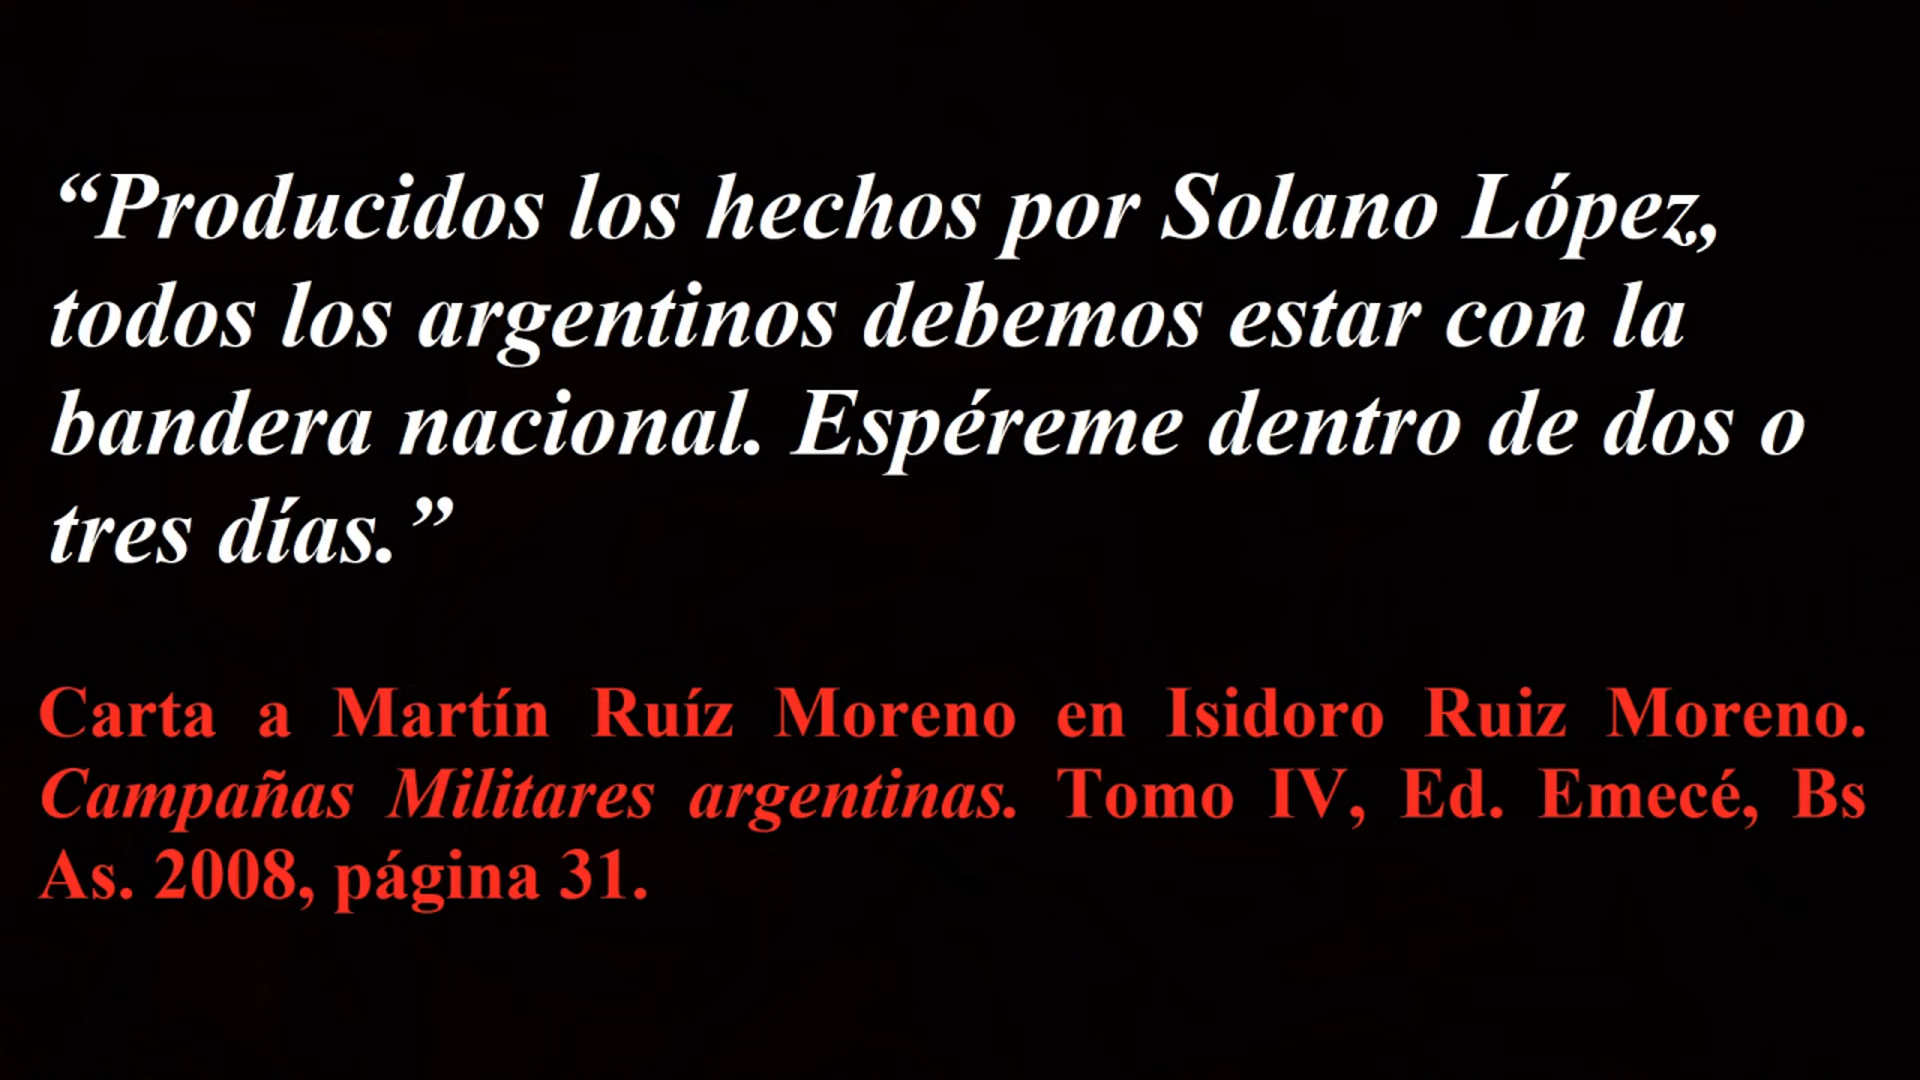 “Producidos los hechos por Solano López,
todos los argentinos debemos estar con la
bandera nacional. Espéreme dentro de dos o
tres días.”
Carta a Martín Ruíz Moreno en Isidoro Ruiz Moreno.
Campañas Militares argentinas. Tomo IV, Ed. Emecé, Bs
As. 2008, página 31.